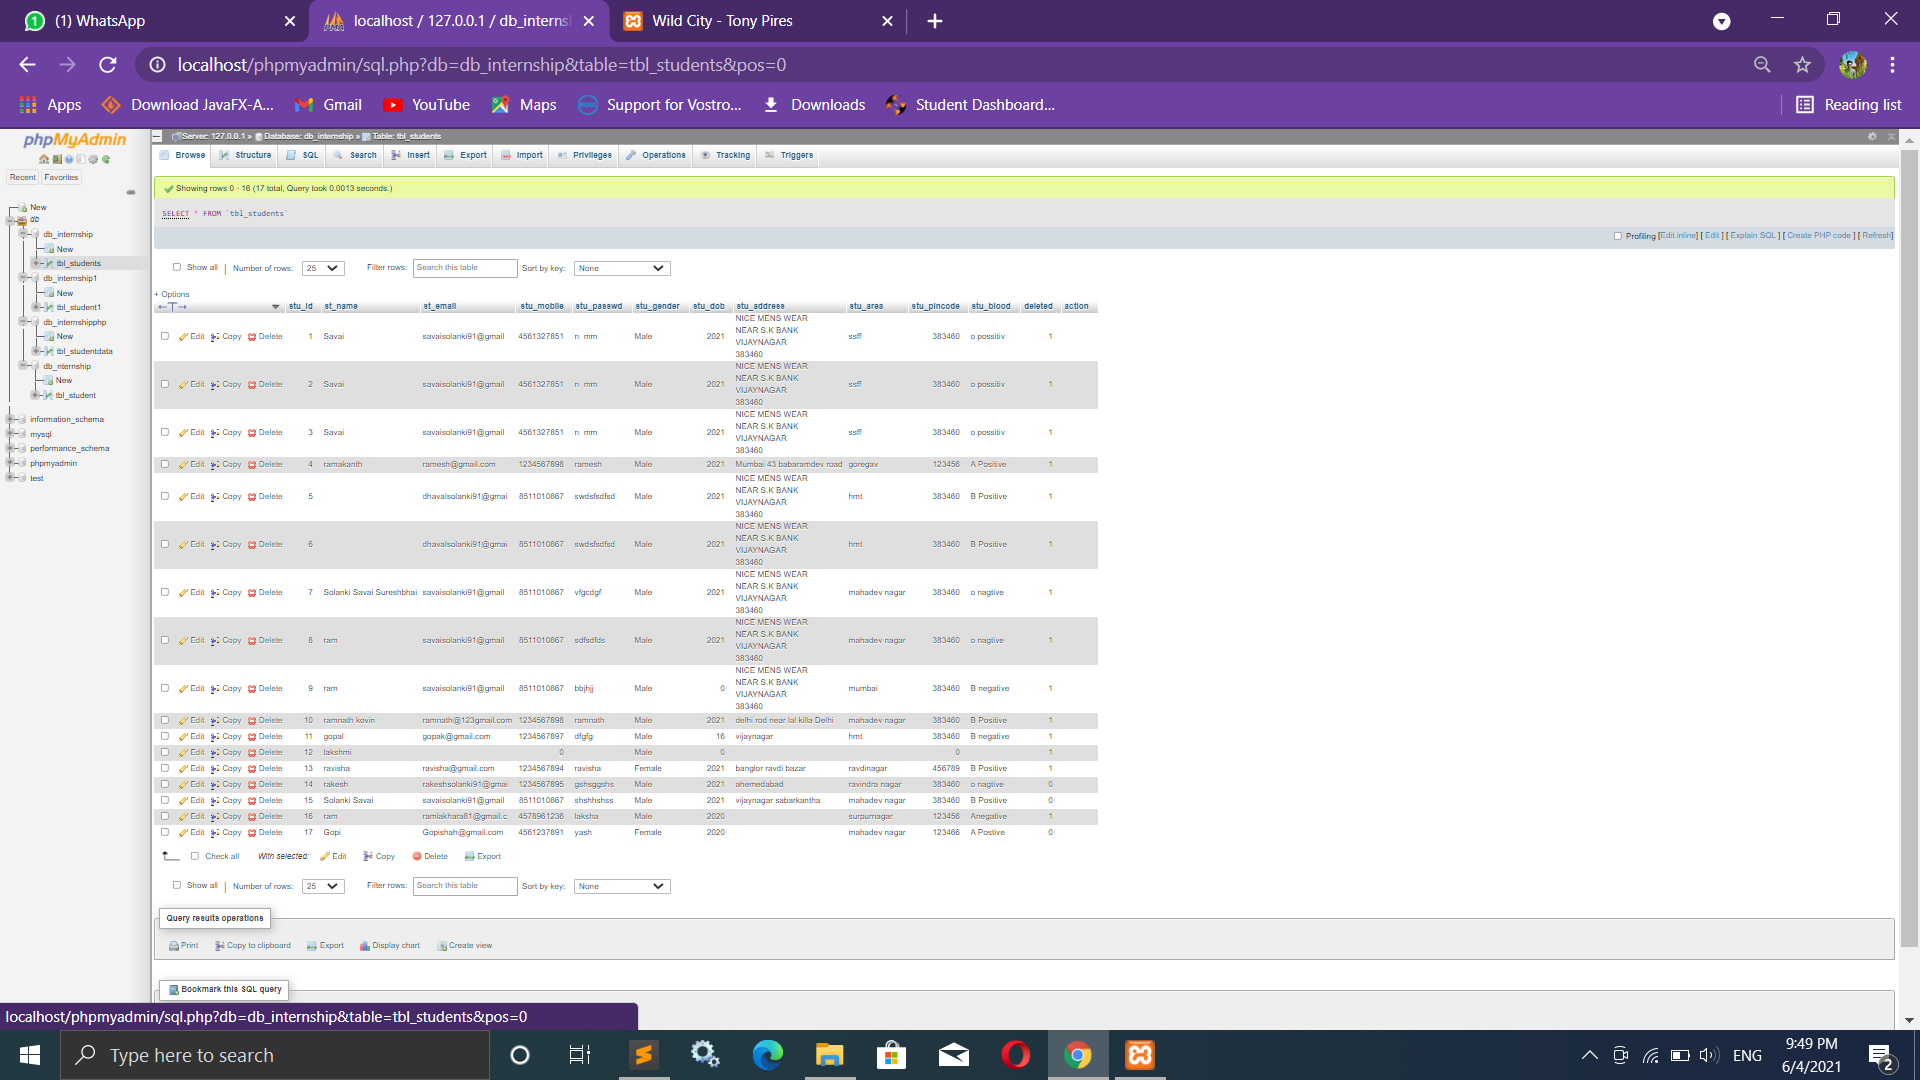 (1) WhatsApp
localhost / 127.0.0.1 / db_interns
Wild City - Tony Pires
localhost/phpmyadmin/sql.php?db=db_internship&table=tbl_students&pos=0
Apps Download JavaFX-A... Gmail YouTube Maps Support for Vostro... Downloads Student Dashboard... Reading list
phpMyAdmin
Recent Favorites
New
db
db_internship
New
tbl_students
db_internship1
New
tbl_student1
db_internshipphp
New
tbl_studentdata
db_nternship
New
tbl_student
information_schema
mysql
performance_schema
phpmyadmin
test
Server: 127.0.0.1 » Database: db_internship » Table: tbl_students
Browse Structure SQL Search Insert Export Import Privileges Operations Tracking Triggers
Showing rows 0 - 16 (17 total, Query took 0.0013 seconds.)
SELECT * FROM `tbl_students`
Profiling [Edit inline] [ Edit ] [ Explain SQL ] [ Create PHP code ] [ Refresh]
Show all | Number of rows: 25 Filter rows: Search this table Sort by key: None
+ Options
←T→ stu_id st_name st_email stu_mobile stu_passwd stu_gender stu_dob stu_address stu_area stu_pincode stu_blood deleted action
Edit Copy Delete 1 Savai savaisolanki91@gmail 4561327851 n mm Male 2021 NICE MENS WEAR
NEAR S.K BANK
VIJAYNAGAR
383460 ssff 383460 o possitiv 1
Edit Copy Delete 2 Savai savaisolanki91@gmail 4561327851 n mm Male 2021 NICE MENS WEAR
NEAR S.K BANK
VIJAYNAGAR
383460 ssff 383460 o possitiv 1
Edit Copy Delete 3 Savai savaisolanki91@gmail 4561327851 n mm Male 2021 NICE MENS WEAR
NEAR S.K BANK
VIJAYNAGAR
383460 ssff 383460 o possitiv 1
Edit Copy Delete 4 ramakanth ramesh@gmail.com 1234567898 ramesh Male 2021 Mumbai 43 babaramdev road goregav 123456 A Positive 1
Edit Copy Delete 5 dhavalsolanki91@gmai 8511010867 swdsfsdfsd Male 2021 NICE MENS WEAR
NEAR S.K BANK
VIJAYNAGAR
383460 hmt 383460 B Positive 1
Edit Copy Delete 6 dhavalsolanki91@gmai 8511010867 swdsfsdfsd Male 2021 NICE MENS WEAR
NEAR S.K BANK
VIJAYNAGAR
383460 hmt 383460 B Positive 1
Edit Copy Delete 7 Solanki Savai Sureshbhai savaisolanki91@gmail 8511010867 vfgcdgf Male 2021 NICE MENS WEAR
NEAR S.K BANK
VIJAYNAGAR
383460 mahadev nagar 383460 o nagtive 1
Edit Copy Delete 8 ram savaisolanki91@gmail 8511010867 sdfsdfds Male 2021 NICE MENS WEAR
NEAR S.K BANK
VIJAYNAGAR
383460 mahadev nagar 383460 o nagtive 1
Edit Copy Delete 9 ram savaisolanki91@gmail 8511010867 bbjhjj Male 0 NICE MENS WEAR
NEAR S.K BANK
VIJAYNAGAR
383460 mumbai 383460 B negative 1
Edit Copy Delete 10 ramnath kovin ramnath@123gmail.com 1234567898 ramnath Male 2021 delhi rod near lal killa Delhi mahadev nagar 383460 B Positive 1
Edit Copy Delete 11 gopal gopak@gmail.com 1234567897 dfgfg Male 16 vijaynagar hmt 383460 B negative 1
Edit Copy Delete 12 lakshmi 0 Male 0 0 1
Edit Copy Delete 13 ravisha ravisha@gmail.com 1234567894 ravisha Female 2021 banglor ravdi bazar ravdinagar 456789 B Positive 1
Edit Copy Delete 14 rakesh rakeshsolanki91@gmai 1234567895 gshsggshs Male 2021 ahemedabad ravindra nagar 383460 o nagtive 0
Edit Copy Delete 15 Solanki Savai savaisolanki91@gmail 8511010867 shshhshss Male 2021 vijaynagar sabarkantha mahadev nagar 383460 B Positive 0
Edit Copy Delete 16 ram ramlakhara81@gmail.c 4578961236 laksha Male 2020 surpurnagar 123456 Anegative 1
Edit Copy Delete 17 Gopi Gopishah@gmail.com 4561237891 yash Female 2020 mahadev nagar 123466 A Postive 0
Check all With selected: Edit Copy Delete Export
Show all | Number of rows: 25 Filter rows: Search this table Sort by key: None
Query results operations
Print Copy to clipboard Export Display chart Create view
Bookmark this SQL query
localhost/phpmyadmin/sql.php?db=db_internship&table=tbl_students&pos=0
Type here to search
ENG
9:49 PM
6/4/2021
2